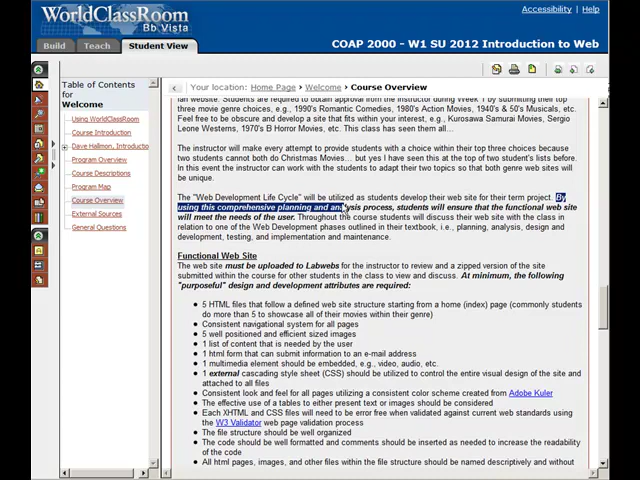 WorldClassRoom
Bb Vista
Accessibility | Help
Build
Teach
Student View
COAP 2000 - W1 SU 2012 Introduction to Web
Table of Contents
for
Welcome
Using WorldClassRoom
Course Introduction
Dave Hallmon, Introductio
Program Overview
Course Descriptions
Program Map
Course Overview
External Sources
General Questions
Your location: Home Page › Welcome › Course Overview
fan website. Students are required to obtain approval from the instructor during Week 1 by submitting their top
three movie genre choices, e.g., 1990's Romantic Comedies, 1980's Action Movies, 1940's & 50's Musicals, etc.
Feel free to be obscure and develop a site that fits within your interest, e.g., Kurosawa Samurai Movies, Sergio
Leone Westerns, 1970's B Horror Movies, etc. This class has seen them all...
The instructor will make every attempt to provide students with a choice within their top three choices because
two students cannot both do Christmas Movies... but yes I have seen this at the top of two student's lists before.
In this event the instructor can work with the students to adapt their two topics so that both genre web sites will
be unique.
The "Web Development Life Cycle" will be utilized as students develop their web site for their term project. By
using this comprehensive planning and analysis process, students will ensure that the functional web site
will meet the needs of the user. Throughout the course students will discuss their web site with the class in
relation to one of the Web Development phases outlined in their textbook, i.e., planning, analysis, design and
development, testing, and implementation and maintenance.
Functional Web Site
The web site must be uploaded to Labwebs for the instructor to review and a zipped version of the site
submitted within the course for other students in the class to view and discuss. At minimum, the following
"purposeful" design and development attributes are required:
• 5 HTML files that follow a defined web site structure starting from a home (index) page (commonly students
do more than 5 to showcase all of their movies within their genre)
• Consistent navigational system for all pages
• 5 well positioned and efficient sized images
• 1 list of content that is needed by the user
• 1 html form that can submit information to an e-mail address
• 1 multimedia element should be embedded, e.g., video, audio, etc.
• 1 external cascading style sheet (CSS) should be utilized to control the entire visual design of the site and
attached to all files
• Consistent look and feel for all pages utilizing a consistent color scheme created from Adobe Kuler
• The effective use of a tables to either present text or images should be considered
• Each XHTML and CSS files will need to be error free when validated against current web standards using
the W3 Validator web page validation process
• The file structure should be well organized
• The code should be well formatted and comments should be inserted as needed to increase the readability
of the code
• All html pages, images, and other files within the file structure should be named descriptively and without